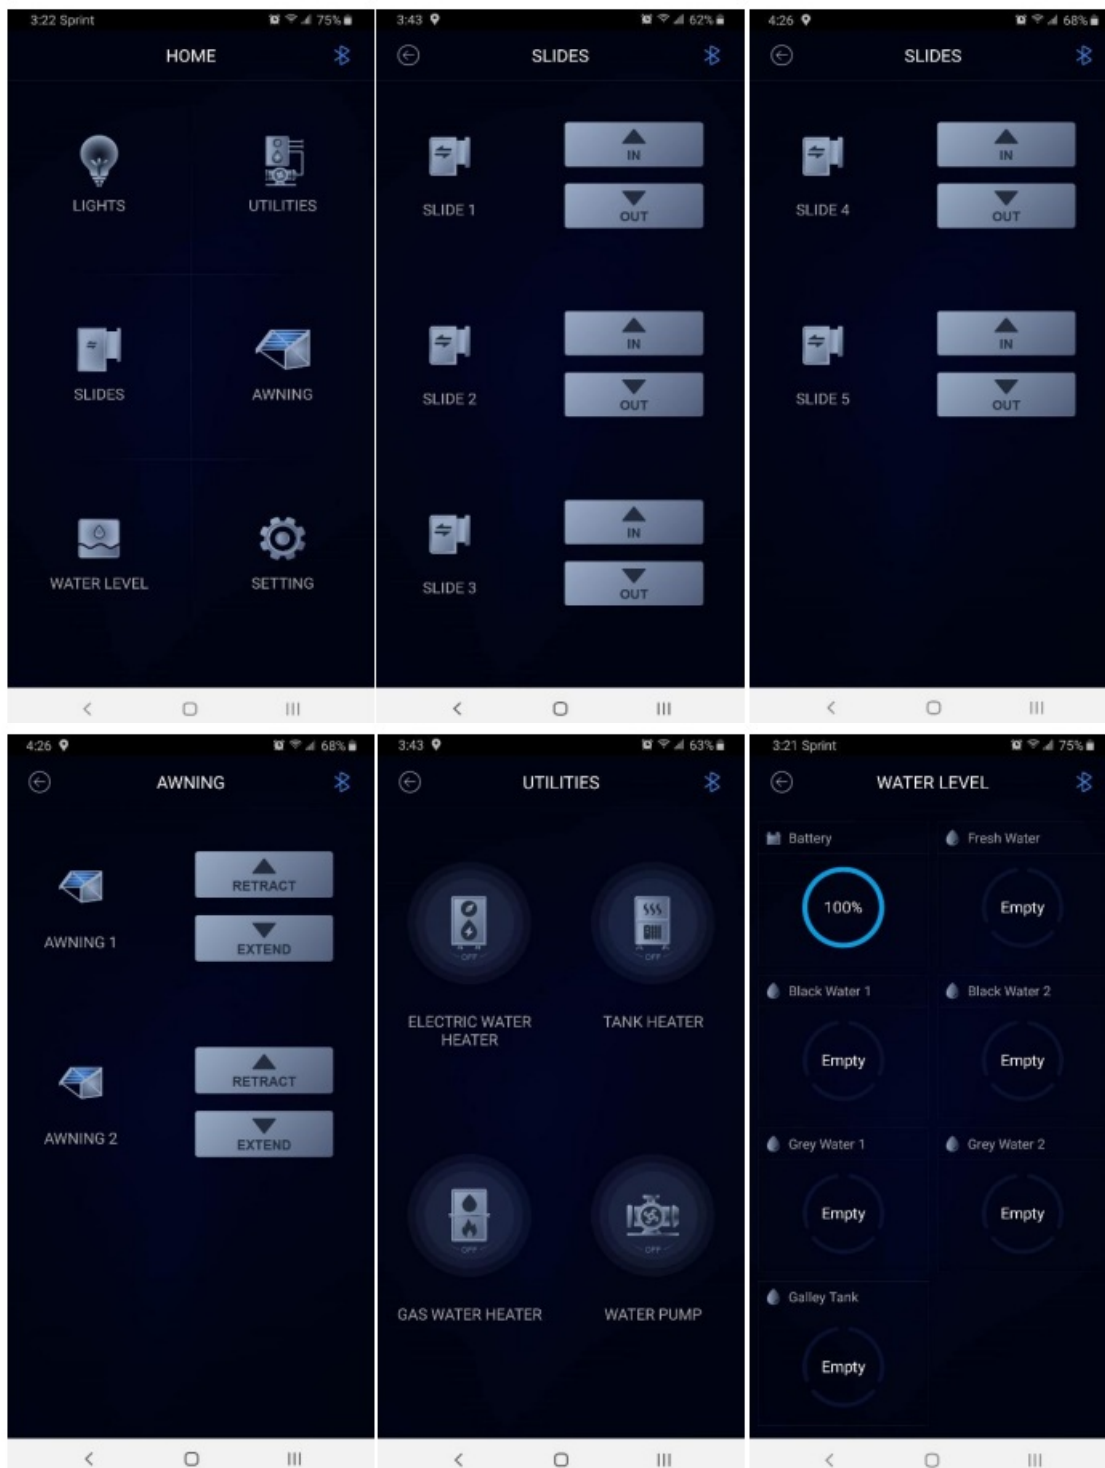 3:22 Sprint 75%
HOME
LIGHTS UTILITIES
SLIDES AWNING
WATER LEVEL SETTING
3:43 62%
SLIDES
IN
SLIDE 1
OUT
IN
SLIDE 2
OUT
IN
SLIDE 3
OUT
4:26 68%
SLIDES
IN
SLIDE 4
OUT
IN
SLIDE 5
OUT
4:26 68%
AWNING
RETRACT
AWNING 1
EXTEND
RETRACT
AWNING 2
EXTEND
3:43 63%
UTILITIES
OFF OFF
ELECTRIC WATER
HEATER
TANK HEATER
OFF OFF
GAS WATER HEATER WATER PUMP
3:21 Sprint 75%
WATER LEVEL
Battery Fresh Water
100% Empty
Black Water 1 Black Water 2
Empty Empty
Grey Water 1 Grey Water 2
Empty Empty
Galley Tank
Empty